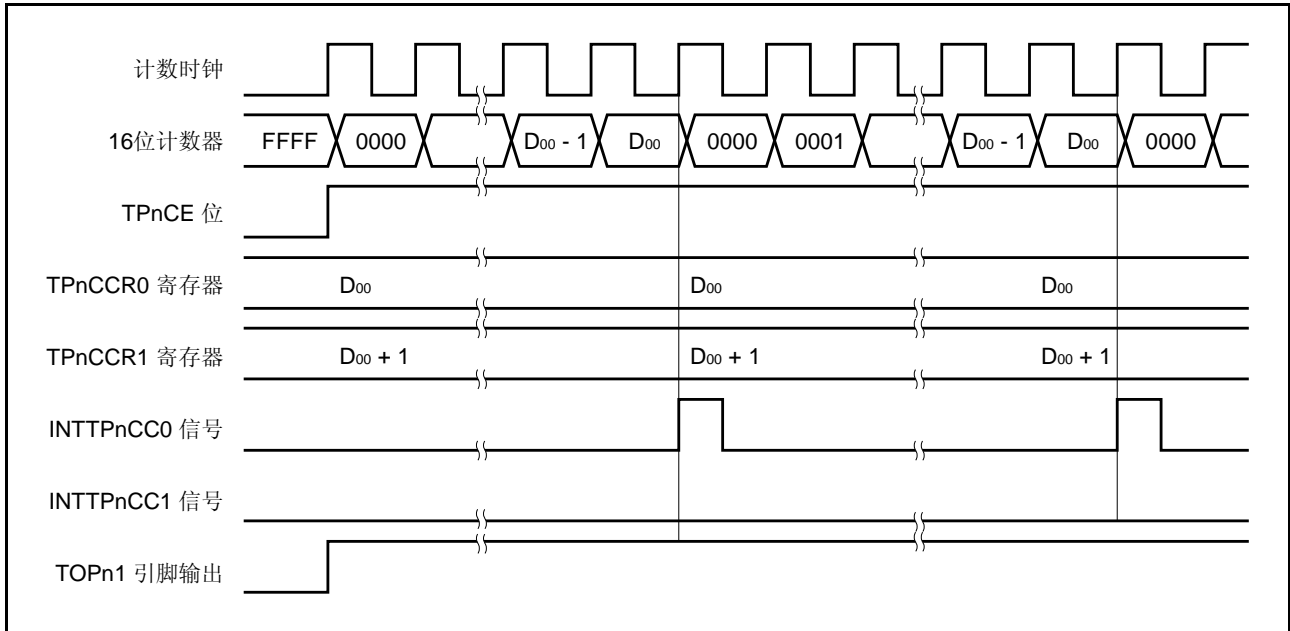 计数时钟
16位计数器 FFFF 0000 D00 - 1 D00 0000 0001 D00 - 1 D00 0000
TPnCE 位
TPnCCR0 寄存器 D00 D00 D00
TPnCCR1 寄存器 D00 + 1 D00 + 1 D00 + 1
INTTPnCC0 信号
INTTPnCC1 信号
TOPn1 引脚输出